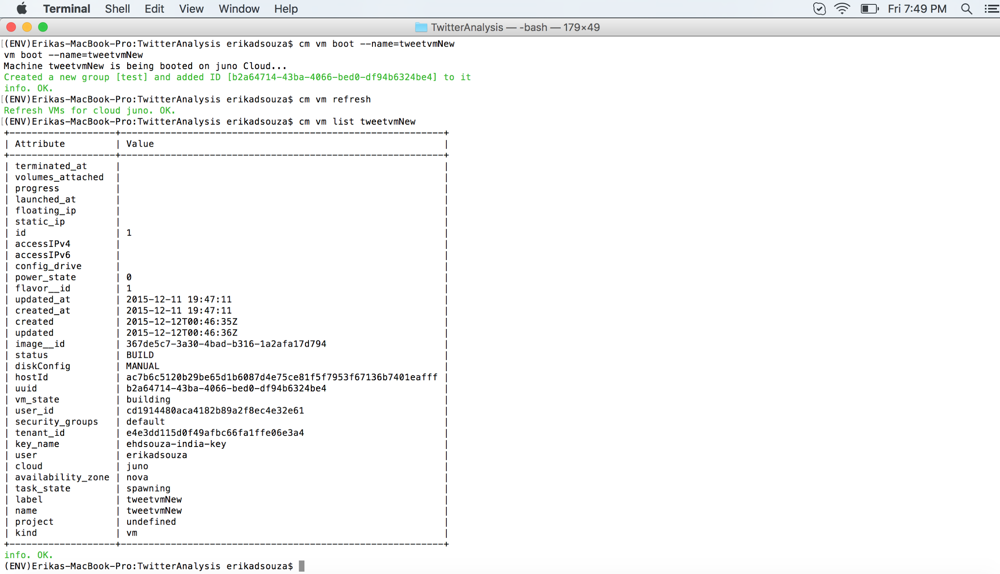 Terminal Shell Edit View Window Help Fri 7:49 PM
TwitterAnalysis — -bash — 179×49
[(ENV)Erikas-MacBook-Pro:TwitterAnalysis erikadsouza$ cm vm boot --name=tweetvmNew
vm boot --name=tweetvmNew
Machine tweetvmNew is being booted on juno Cloud...
Created a new group [test] and added ID [b2a64714-43ba-4066-bed0-df94b6324be4] to it
info. OK.
[(ENV)Erikas-MacBook-Pro:TwitterAnalysis erikadsouza$ cm vm refresh
Refresh VMs for cloud juno. OK.
[(ENV)Erikas-MacBook-Pro:TwitterAnalysis erikadsouza$ cm vm list tweetvmNew
+-------------------+----------------------------------------------------------+
| Attribute         | Value                                                    |
+-------------------+----------------------------------------------------------+
| terminated_at     |                                                          |
| volumes_attached  |                                                          |
| progress          |                                                          |
| launched_at       |                                                          |
| floating_ip       |                                                          |
| static_ip         |                                                          |
| id                | 1                                                        |
| accessIPv4        |                                                          |
| accessIPv6        |                                                          |
| config_drive      |                                                          |
| power_state       | 0                                                        |
| flavor__id        | 1                                                        |
| updated_at        | 2015-12-11 19:47:11                                      |
| created_at        | 2015-12-11 19:47:11                                      |
| created           | 2015-12-12T00:46:35Z                                     |
| updated           | 2015-12-12T00:46:36Z                                     |
| image__id         | 367de5c7-3a30-4bad-b316-1a2afa17d794                     |
| status            | BUILD                                                    |
| diskConfig        | MANUAL                                                   |
| hostId            | ac7b6c5120b29be65d1b6087d4e75ce81f5f7953f67136b7401eafff |
| uuid              | b2a64714-43ba-4066-bed0-df94b6324be4                     |
| vm_state          | building                                                 |
| user_id           | cd1914480aca4182b89a2f8ec4e32e61                         |
| security_groups   | default                                                  |
| tenant_id         | e4e3dd115d0f49afbc66fa1ffe06e3a4                         |
| key_name          | ehdsouza-india-key                                       |
| user              | erikadsouza                                              |
| cloud             | juno                                                     |
| availability_zone | nova                                                     |
| task_state        | spawning                                                 |
| label             | tweetvmNew                                               |
| name              | tweetvmNew                                               |
| project           | undefined                                                |
| kind              | vm                                                       |
+-------------------+----------------------------------------------------------+
info. OK.
(ENV)Erikas-MacBook-Pro:TwitterAnalysis erikadsouza$